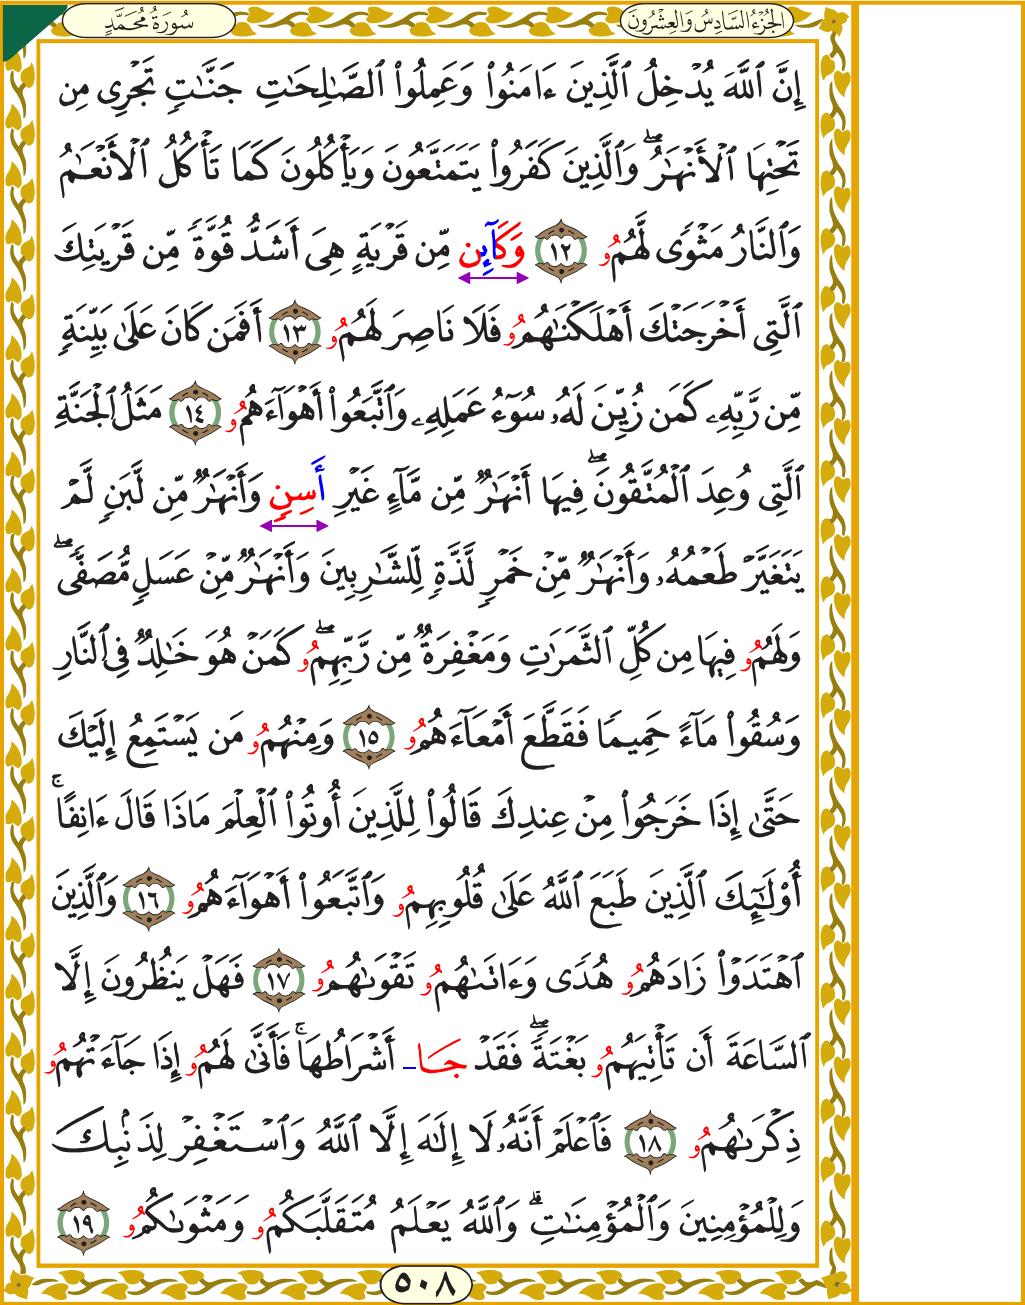 سُورَةُ مُحَمَّدٍ
الجُزْءُ السَّادِسُ وَالعِشْرُونَ
إِنَّ ٱللَّهَ يُدْخِلُ ٱلَّذِينَ ءَامَنُوا۟ وَعَمِلُوا۟ ٱلصَّٰلِحَٰتِ جَنَّٰتٍ تَجْرِى مِن
تَحْتِهَا ٱلْأَنْهَٰرُ ۖ وَٱلَّذِينَ كَفَرُوا۟ يَتَمَتَّعُونَ وَيَأْكُلُونَ كَمَا تَأْكُلُ ٱلْأَنْعَٰمُ
وَٱلنَّارُ مَثْوًى لَّهُمُۥ ١٢ وَكَآئِن مِّن قَرْيَةٍ هِىَ أَشَدُّ قُوَّةً مِّن قَرْيَتِكَ
ٱلَّتِى أَخْرَجَتْكَ أَهْلَكْنَٰهُمُۥ فَلَا نَاصِرَ لَهُمُۥ ١٣ أَفَمَن كَانَ عَلَىٰ بَيِّنَةٍ
مِّن رَّبِّهِۦ كَمَن زُيِّنَ لَهُۥ سُوٓءُ عَمَلِهِۦ وَٱتَّبَعُوٓا۟ أَهْوَآءَهُمُۥ ١٤ مَثَلُ ٱلْجَنَّةِ
ٱلَّتِى وُعِدَ ٱلْمُتَّقُونَ ۖ فِيهَا أَنْهَٰرٌ مِّن مَّآءٍ غَيْرِ أَسِنٍ وَأَنْهَٰرٌ مِّن لَّبَنٍ لَّمْ
يَتَغَيَّرْ طَعْمُهُۥ وَأَنْهَٰرٌ مِّنْ خَمْرٍ لَّذَّةٍ لِّلشَّٰرِبِينَ وَأَنْهَٰرٌ مِّنْ عَسَلٍ مُّصَفًّى ۖ
وَلَهُمُۥ فِيهَا مِن كُلِّ ٱلثَّمَرَٰتِ وَمَغْفِرَةٌ مِّن رَّبِّهِمُۥ ۖ كَمَنْ هُوَ خَٰلِدٌ فِى ٱلنَّارِ
وَسُقُوا۟ مَآءً حَمِيمًا فَقَطَّعَ أَمْعَآءَهُمُۥ ١٥ وَمِنْهُمُۥ مَن يَسْتَمِعُ إِلَيْكَ
حَتَّىٰ إِذَا خَرَجُوا۟ مِنْ عِندِكَ قَالُوا۟ لِلَّذِينَ أُوتُوا۟ ٱلْعِلْمَ مَاذَا قَالَ ءَانِفًا ۚ
أُو۟لَٰٓئِكَ ٱلَّذِينَ طَبَعَ ٱللَّهُ عَلَىٰ قُلُوبِهِمُۥ وَٱتَّبَعُوا۟ أَهْوَآءَهُمُۥ ١٦ وَٱلَّذِينَ
ٱهْتَدَوْا۟ زَادَهُمُۥ هُدًى وَءَاتَىٰهُمُۥ تَقْوَىٰهُمُۥ ١٧ فَهَلْ يَنظُرُونَ إِلَّا
ٱلسَّاعَةَ أَن تَأْتِيَهُمُۥ بَغْتَةً ۖ فَقَدْ جَا أَشْرَاطُهَا ۚ فَأَنَّىٰ لَهُمُۥ إِذَا جَآءَتْهُمُۥ
ذِكْرَىٰهُمُۥ ١٨ فَٱعْلَمْ أَنَّهُۥ لَا إِلَٰهَ إِلَّا ٱللَّهُ وَٱسْتَغْفِرْ لِذَنۢبِكَ
وَلِلْمُؤْمِنِينَ وَٱلْمُؤْمِنَٰتِ ۗ وَٱللَّهُ يَعْلَمُ مُتَقَلَّبَكُمُۥ وَمَثْوَىٰكُمُۥ ١٩
٥٠٨